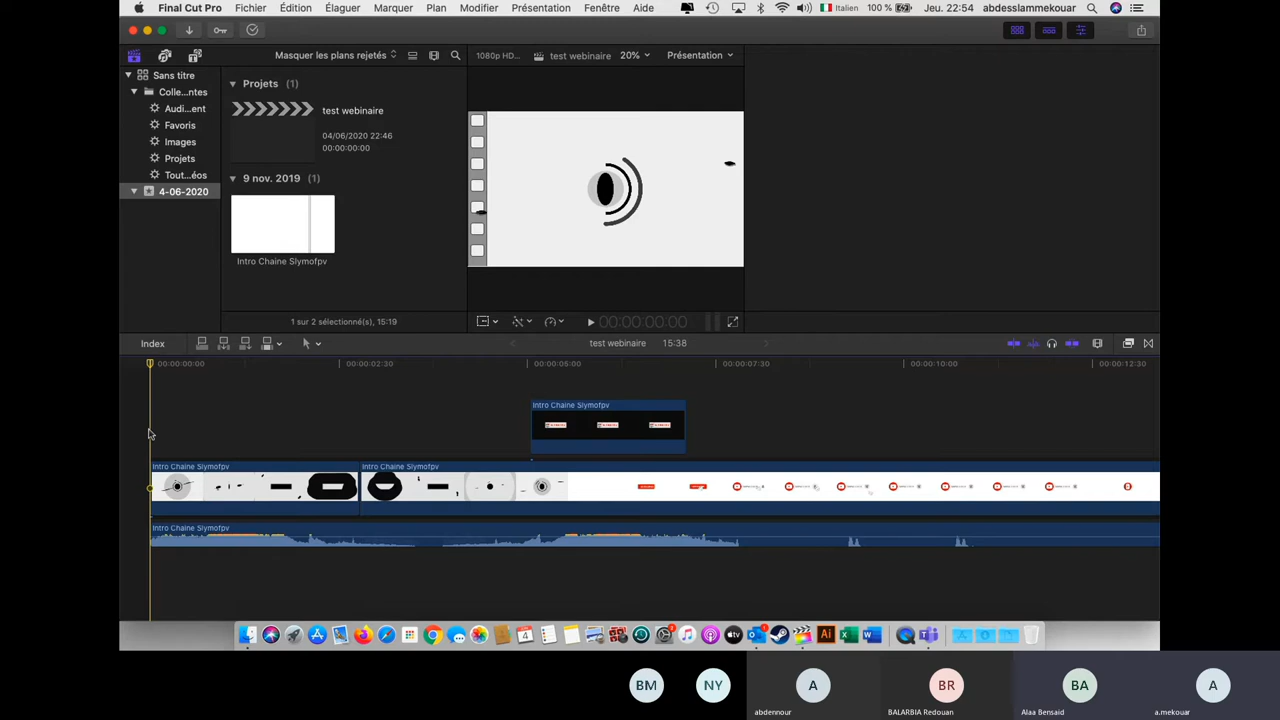 Final Cut Pro Fichier Édition Élaguer Marquer Plan Modifier Présentation Fenêtre Aide Italien 100 % Jeu. 22:54 abdesslammekouar
Masquer les plans rejetés 1080p HD... test webinaire 20% Présentation
Sans titre
Colle...ntes
Audi...ent
Favoris
Images
Projets
Tout...éos
4-06-2020
Projets (1)
test webinaire
04/06/2020 22:46
00:00:00:00
9 nov. 2019 (1)
Intro Chaine Slymofpv
1 sur 2 sélectionné(s), 15:19
00:00:00:00
Index test webinaire 15:38
00:00:00:00 00:00:02:30 00:00:05:00 00:00:07:30 00:00:10:00 00:00:12:30
Intro Chaine Slymofpv
Intro Chaine Slymofpv Intro Chaine Slymofpv
Intro Chaine Slymofpv
BM NY A BR BA A
abdennour BALARBIA Redouan Alaa Bensaid a.mekouar